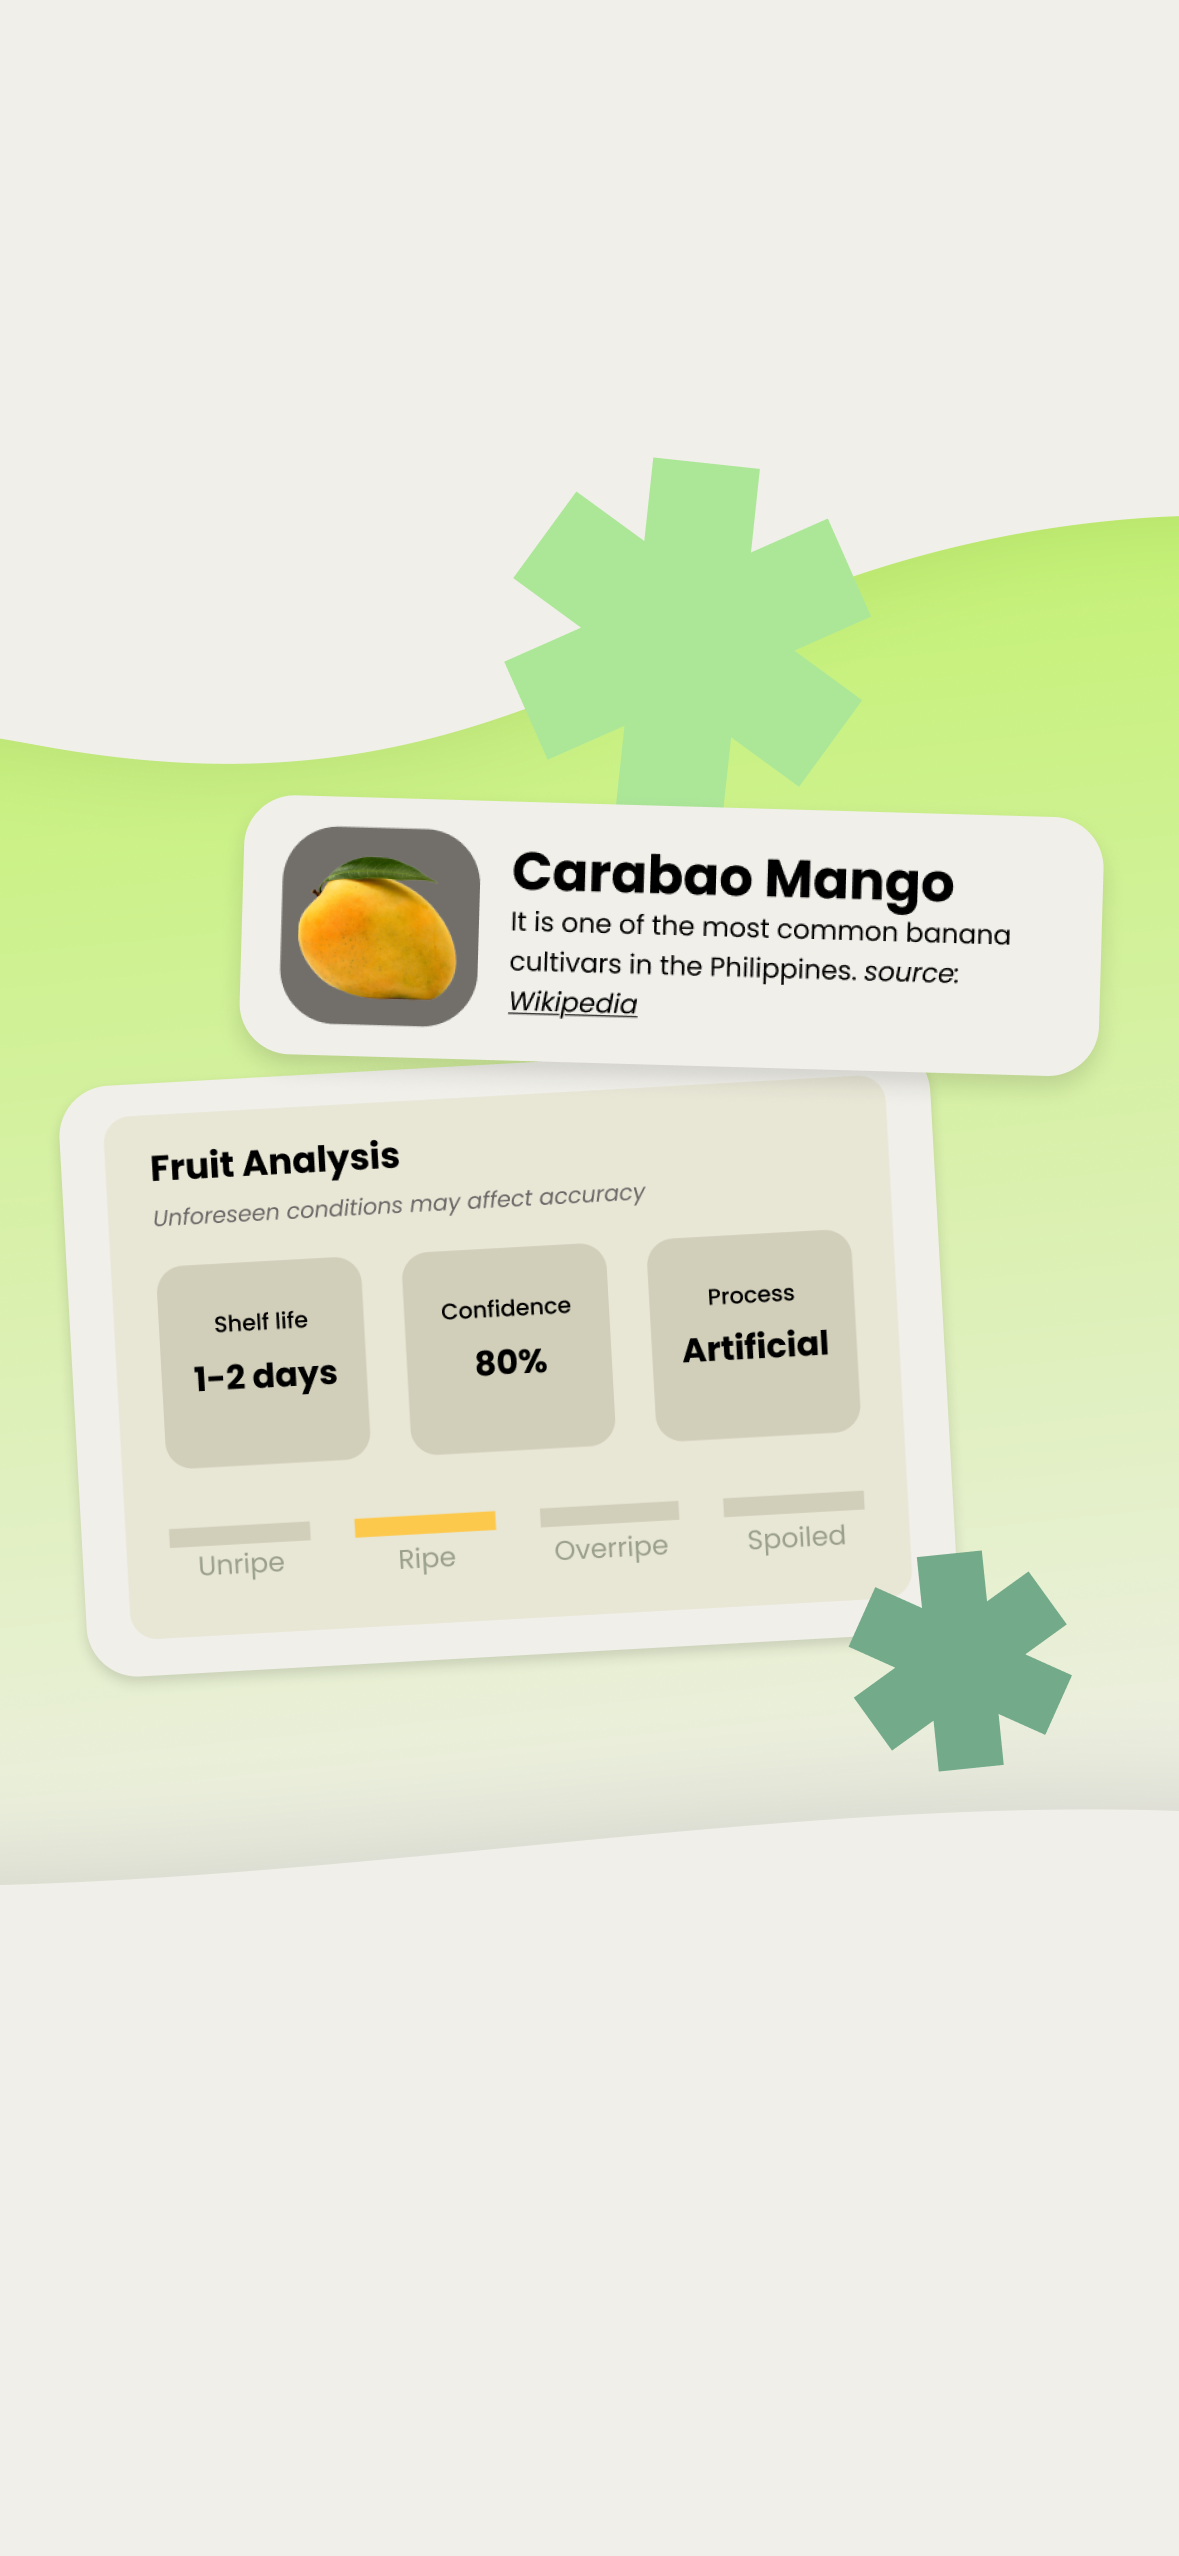 Carabao Mango
It is one of the most common banana
cultivars in the Philippines. source:
Wikipedia
Fruit Analysis
Unforeseen conditions may affect accuracy
Shelf life
1-2 days
Confidence
80%
Process
Artificial
Unripe
Ripe
Overripe
Spoiled